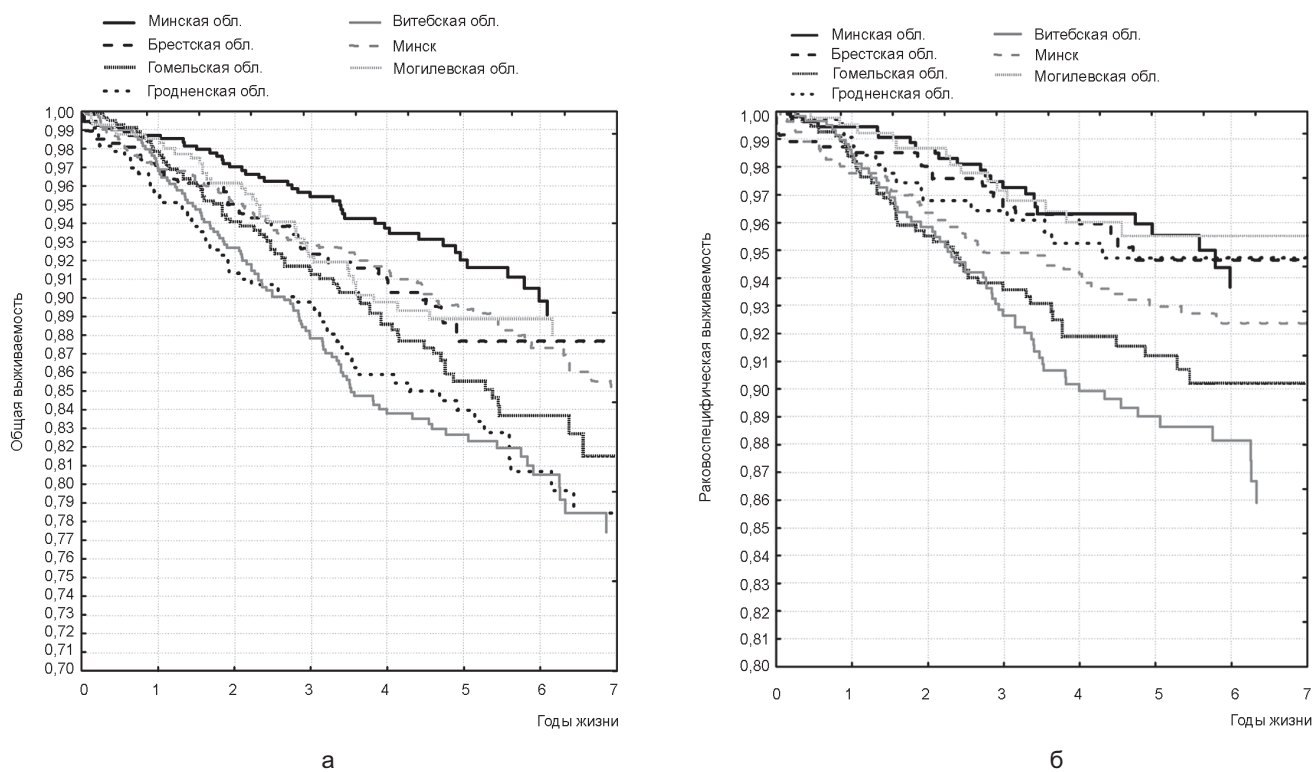 Минская обл.
Брестская обл.
Гомельская обл.
Гродненская обл.
Витебская обл.
Минск
Могилевская обл.
Общая выживаемость
1,00
0,99
0,98
0,97
0,96
0,95
0,94
0,93
0,92
0,91
0,90
0,89
0,88
0,87
0,86
0,85
0,84
0,83
0,82
0,81
0,80
0,79
0,78
0,77
0,76
0,75
0,74
0,73
0,72
0,71
0,70
0 1 2 3 4 5 6 7
Годы жизни
а
Минская обл.
Брестская обл.
Гомельская обл.
Гродненская обл.
Витебская обл.
Минск
Могилевская обл.
Раковоспецифическая выживаемость
1,00
0,99
0,98
0,97
0,96
0,95
0,94
0,93
0,92
0,91
0,90
0,89
0,88
0,87
0,86
0,85
0,84
0,83
0,82
0,81
0,80
0 1 2 3 4 5 6 7
Годы жизни
б